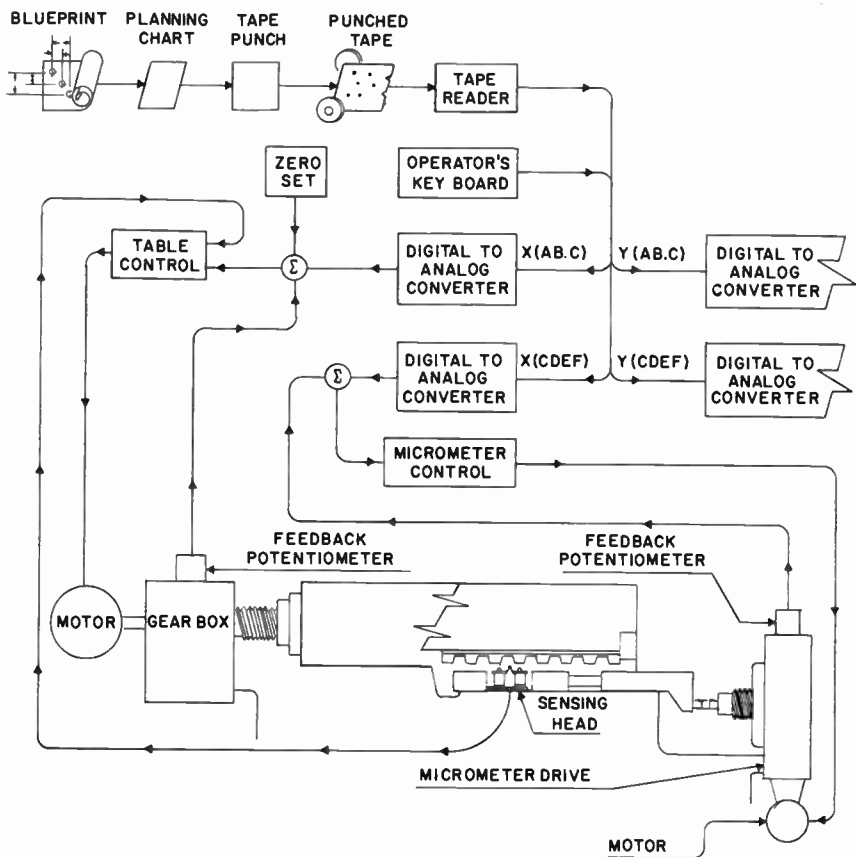 BLUEPRINT
PLANNING
CHART
TAPE
PUNCH
PUNCHED
TAPE
TAPE
READER
ZERO
SET
OPERATOR'S
KEY BOARD
TABLE
CONTROL
Σ
DIGITAL TO
ANALOG
CONVERTER
X(AB.C)
Y(AB.C)
DIGITAL TO
ANALOG
CONVERTER
Σ
DIGITAL TO
ANALOG
CONVERTER
X(CDEF)
Y(CDEF)
DIGITAL TO
ANALOG
CONVERTER
MICROMETER
CONTROL
FEEDBACK
POTENTIOMETER
FEEDBACK
POTENTIOMETER
MOTOR
GEAR BOX
SENSING
HEAD
MICROMETER DRIVE
MOTOR